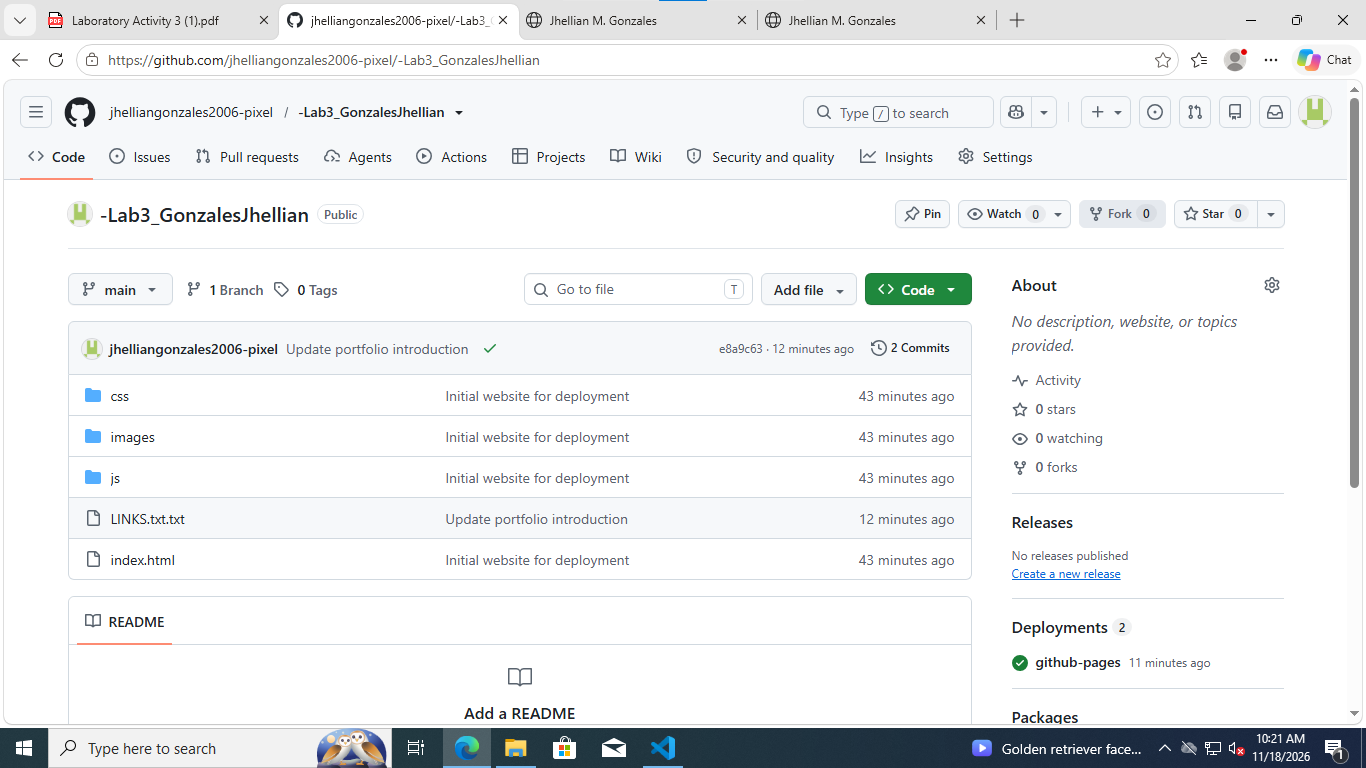 Laboratory Activity 3 (1).pdf
jhelliangonzales2006-pixel/-Lab3_G
Jhellian M. Gonzales
Jhellian M. Gonzales
https://github.com/jhelliangonzales2006-pixel/-Lab3_GonzalesJhellian
Chat
jhelliangonzales2006-pixel / -Lab3_GonzalesJhellian
Type / to search
Code
Issues
Pull requests
Agents
Actions
Projects
Wiki
Security and quality
Insights
Settings
-Lab3_GonzalesJhellian Public
Pin
Watch 0
Fork 0
Star 0
main
1 Branch
0 Tags
Go to file T
Add file
Code
jhelliangonzales2006-pixel Update portfolio introduction e8a9c63 · 12 minutes ago 2 Commits
css Initial website for deployment 43 minutes ago
images Initial website for deployment 43 minutes ago
js Initial website for deployment 43 minutes ago
LINKS.txt.txt Update portfolio introduction 12 minutes ago
index.html Initial website for deployment 43 minutes ago
README
Add a README
About
No description, website, or topics
provided.
Activity
0 stars
0 watching
0 forks
Releases
No releases published
Create a new release
Deployments 2
github-pages 11 minutes ago
Packages
Type here to search
Golden retriever face...
10:21 AM
11/18/2026
1